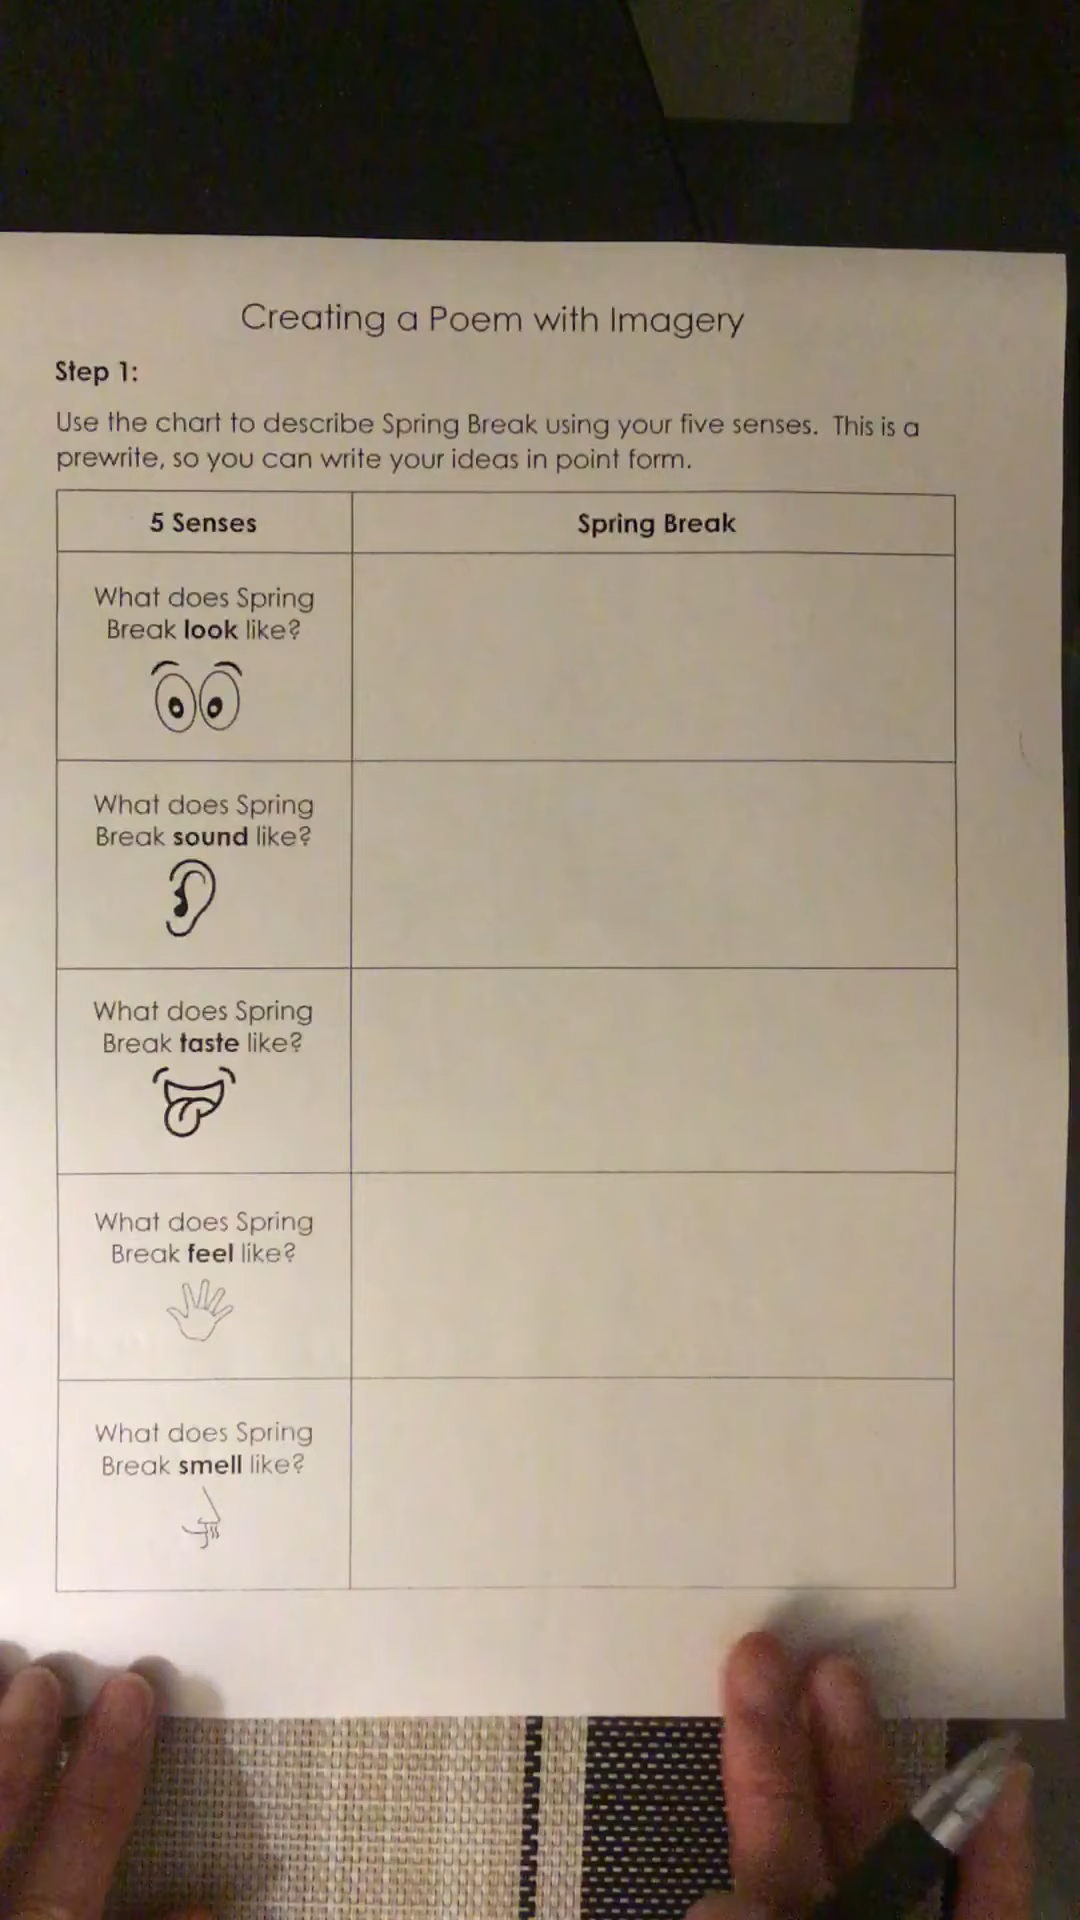 Creating a Poem with Imagery
Step 1:
Use the chart to describe Spring Break using your five senses. This is a
prewrite, so you can write your ideas in point form.
5 Senses
Spring Break
What does Spring
Break look like?
What does Spring
Break sound like?
What does Spring
Break taste like?
What does Spring
Break feel like?
What does Spring
Break smell like?